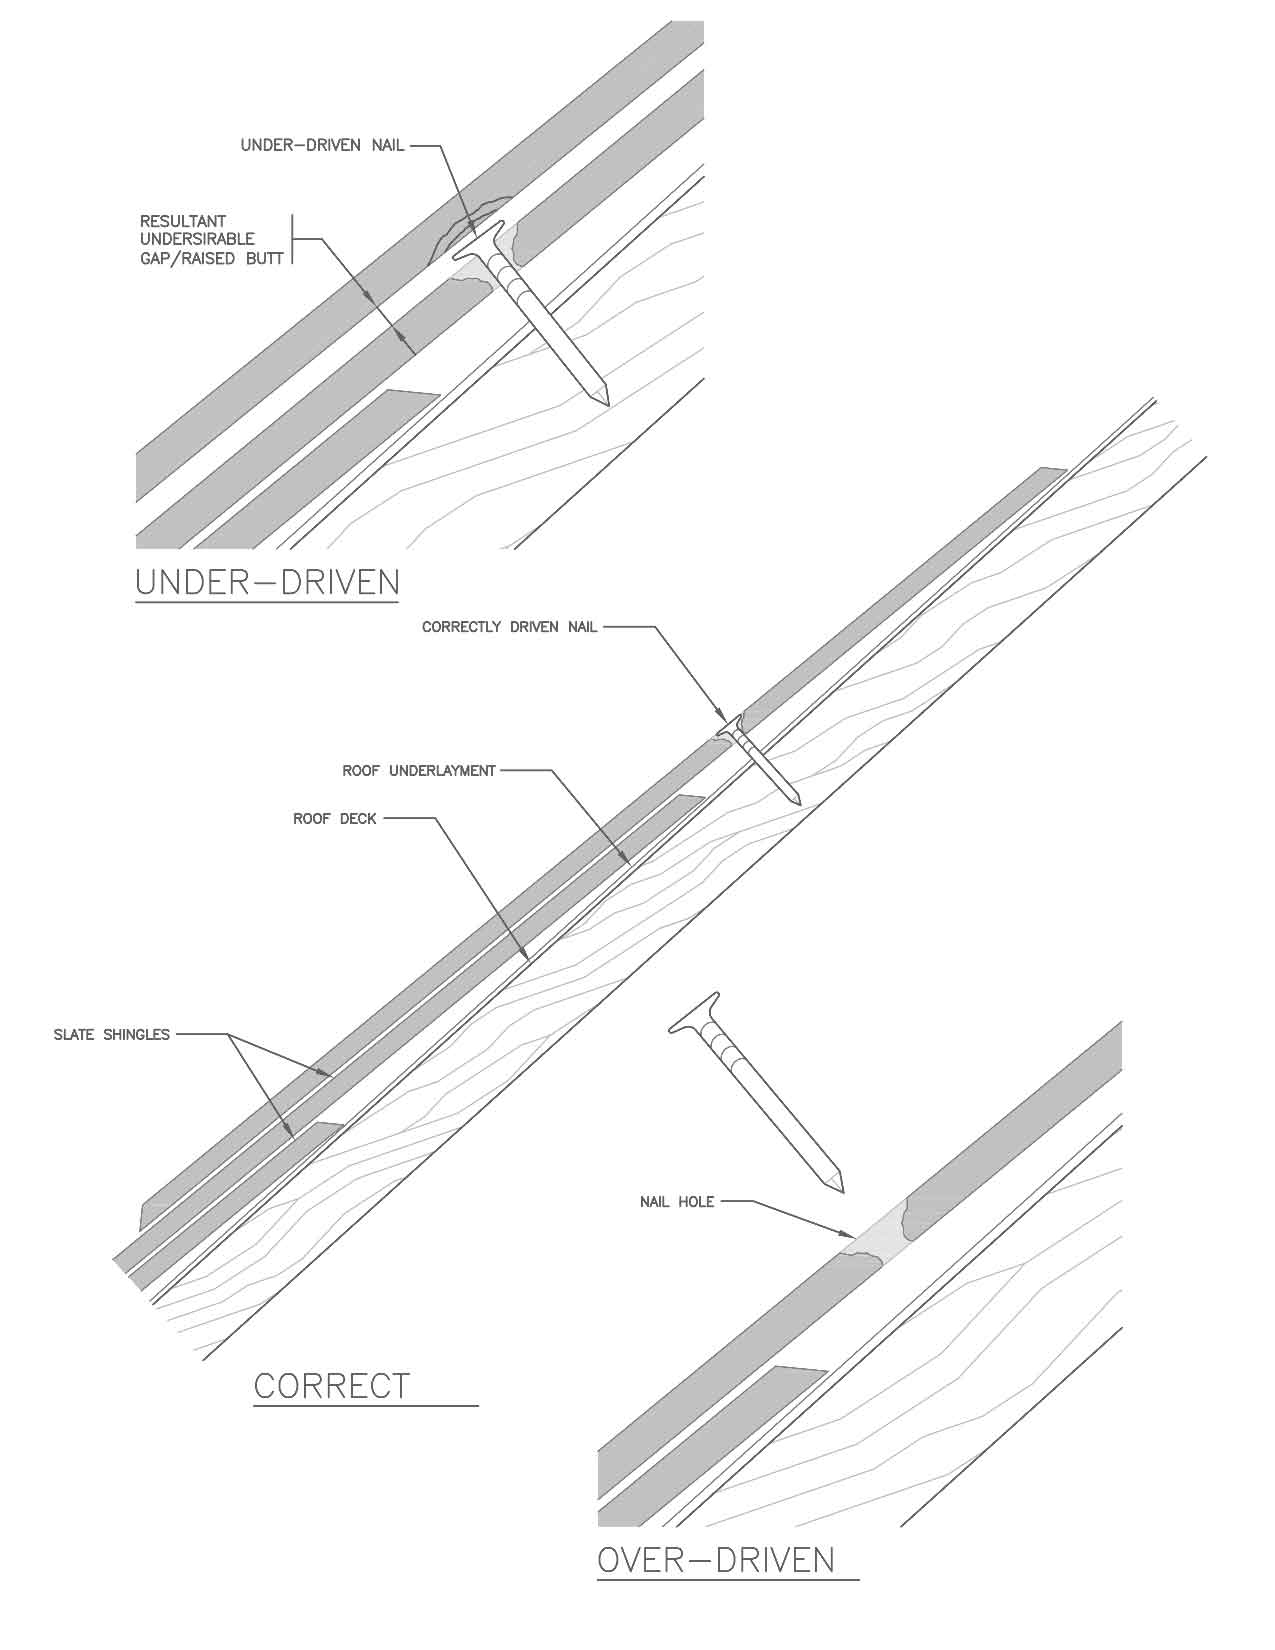 UNDER-DRIVEN NAIL
RESULTANT
UNDERSIRABLE
GAP/RAISED BUTT
UNDER-DRIVEN
CORRECTLY DRIVEN NAIL
ROOF UNDERLAYMENT
ROOF DECK
SLATE SHINGLES
NAIL HOLE
CORRECT
OVER-DRIVEN